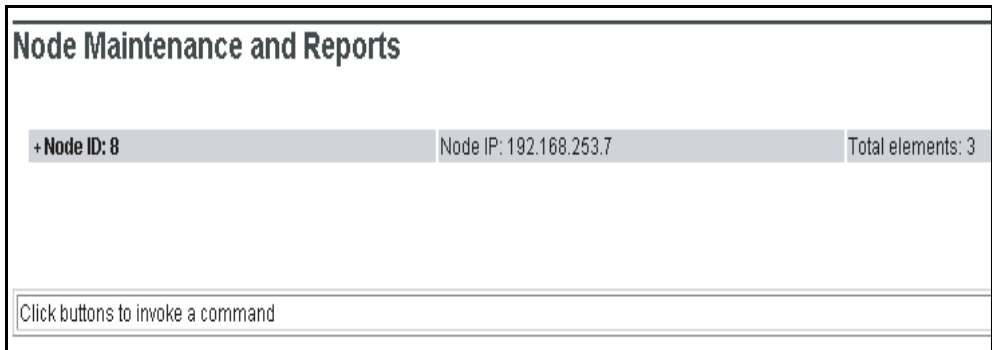 Node Maintenance and Reports
+ Node ID: 8 Node IP: 192.168.253.7 Total elements: 3
Click buttons to invoke a command